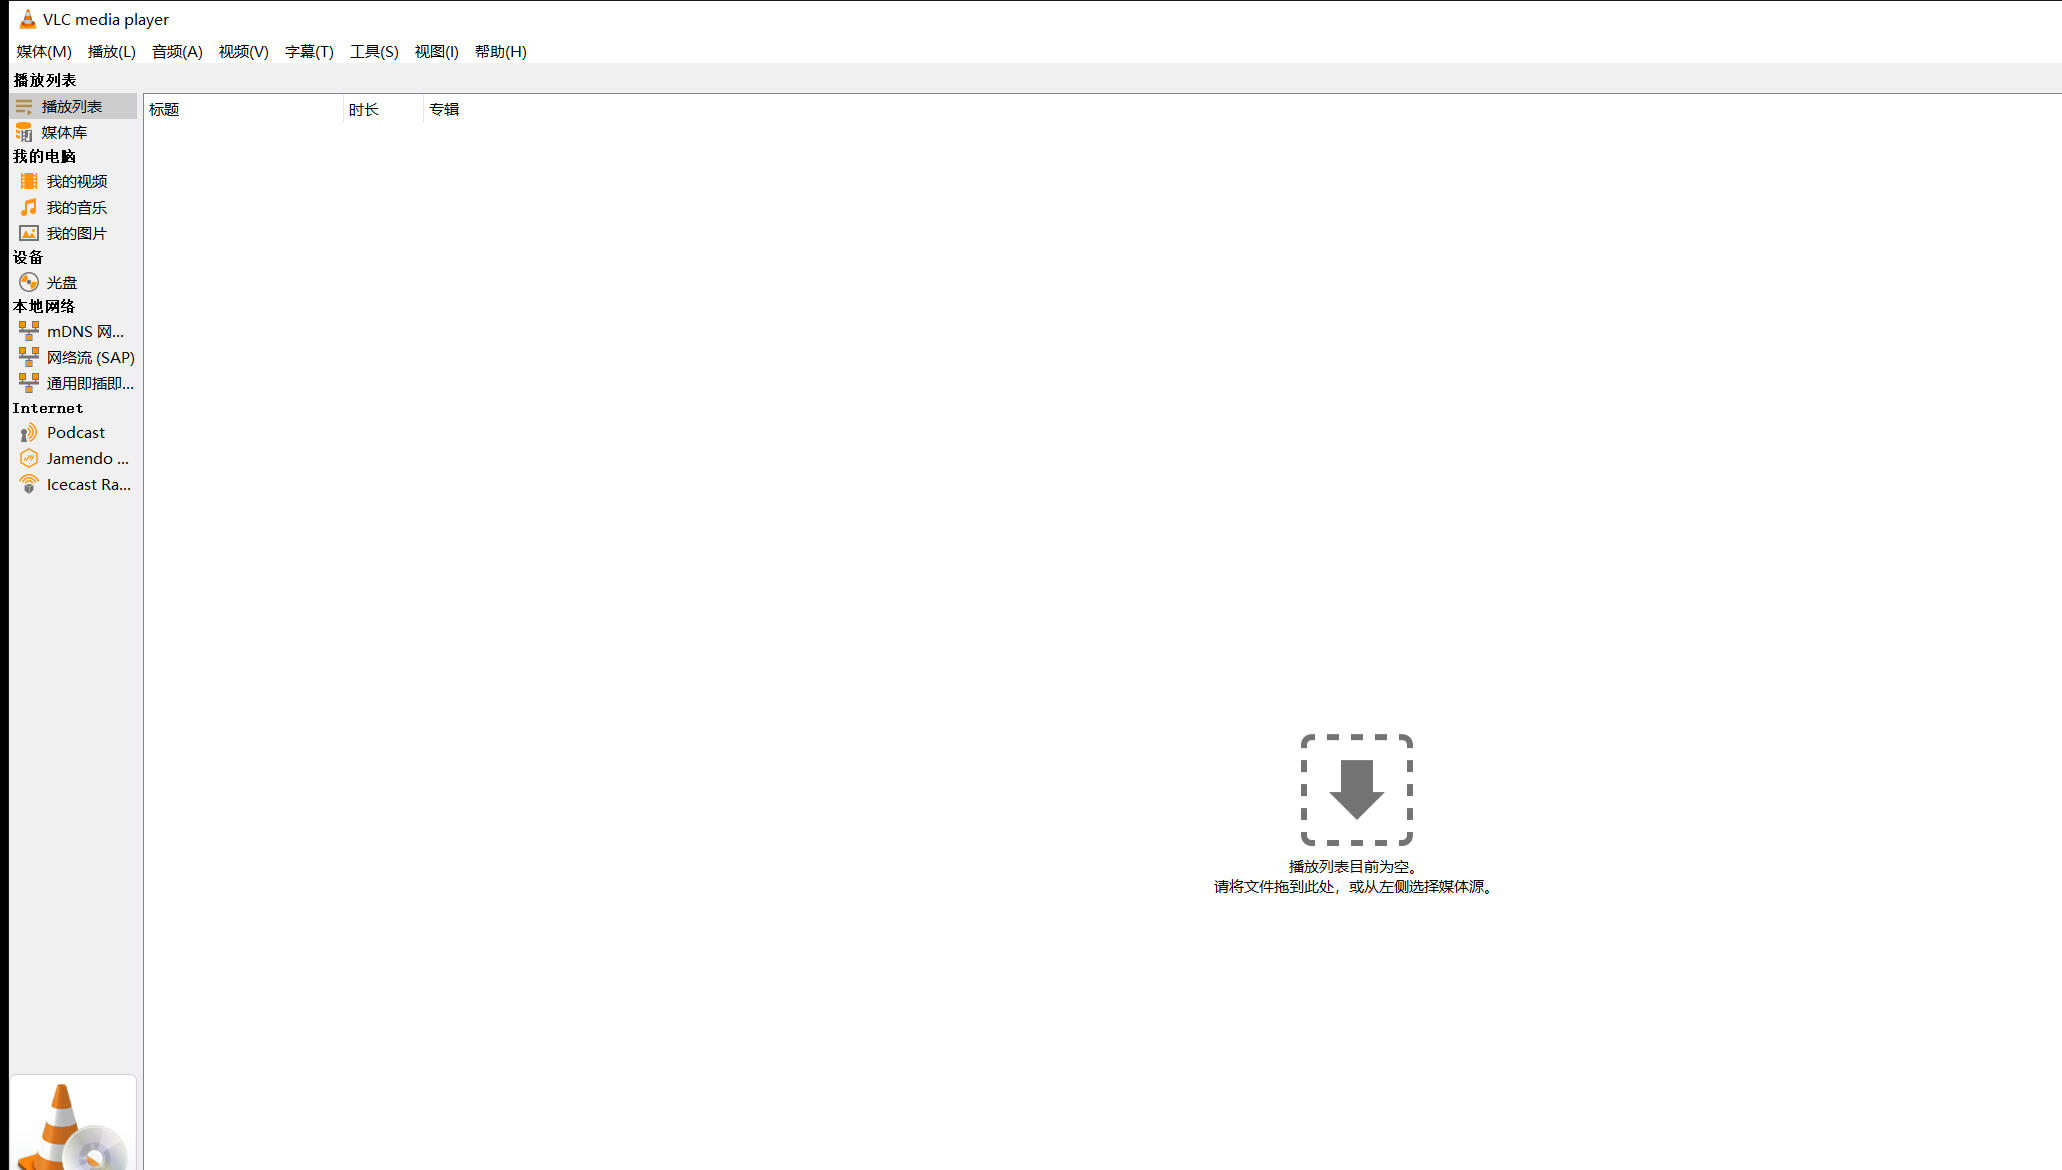 VLC media player
媒体(M) 播放(L) 音频(A) 视频(V) 字幕(T) 工具(S) 视图(I) 帮助(H)
播放列表
播放列表
媒体库
我的电脑
我的视频
我的音乐
我的图片
设备
光盘
本地网络
mDNS 网...
网络流 (SAP)
通用即插即...
Internet
Podcast
Jamendo ...
Icecast Ra...
标题 时长 专辑
播放列表目前为空。
请将文件拖到此处，或从左侧选择媒体源。